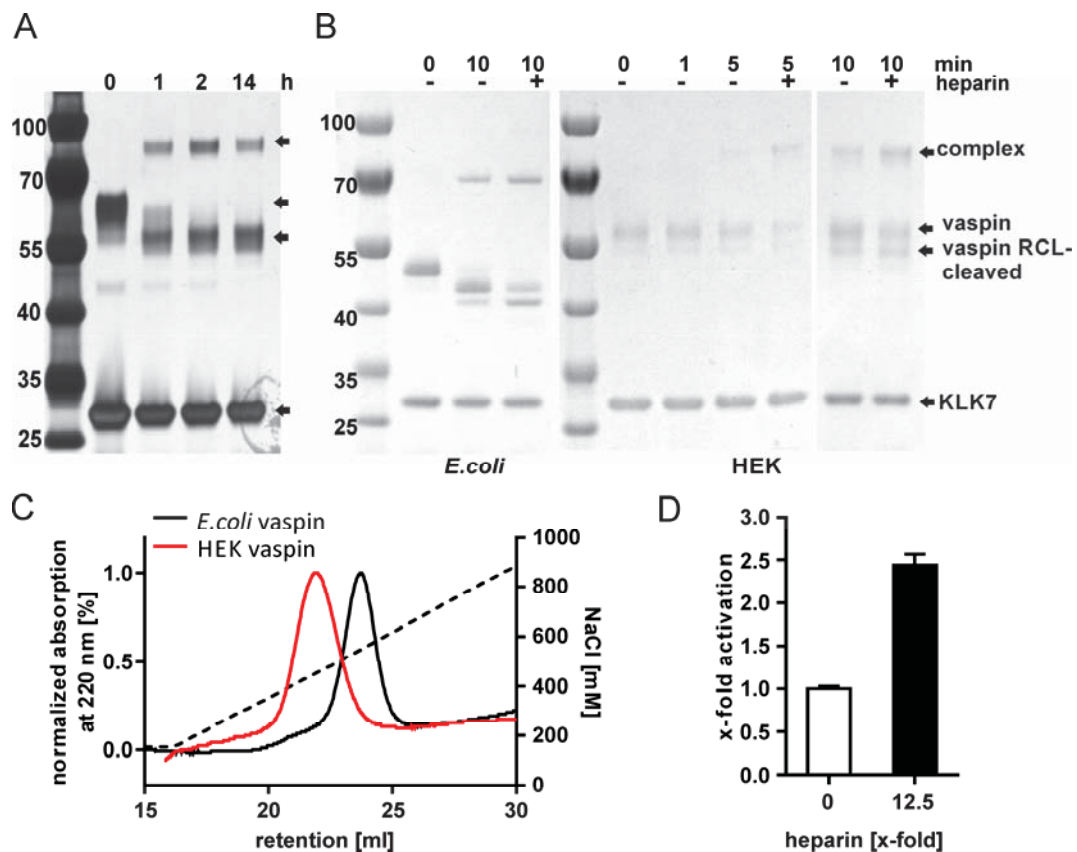 A
0 1 2 14 h
100
70
55
40
35
25
B
0 10 10 0 1 5 5 10 10 min
- - + - - - + - + heparin
100
70
55
40
35
25
complex
vaspin
vaspin RCL-
cleaved
KLK7
E.coli HEK
C
E.coli vaspin
HEK vaspin
normalized absorption
at 220 nm [%]
1.0
0.5
0.0
1000
800
600
400
200
0
NaCl [mM]
15 20 25 30
retention [ml]
D
x-fold activation
3.0
2.5
2.0
1.5
1.0
0.5
0.0
0 12.5
heparin [x-fold]